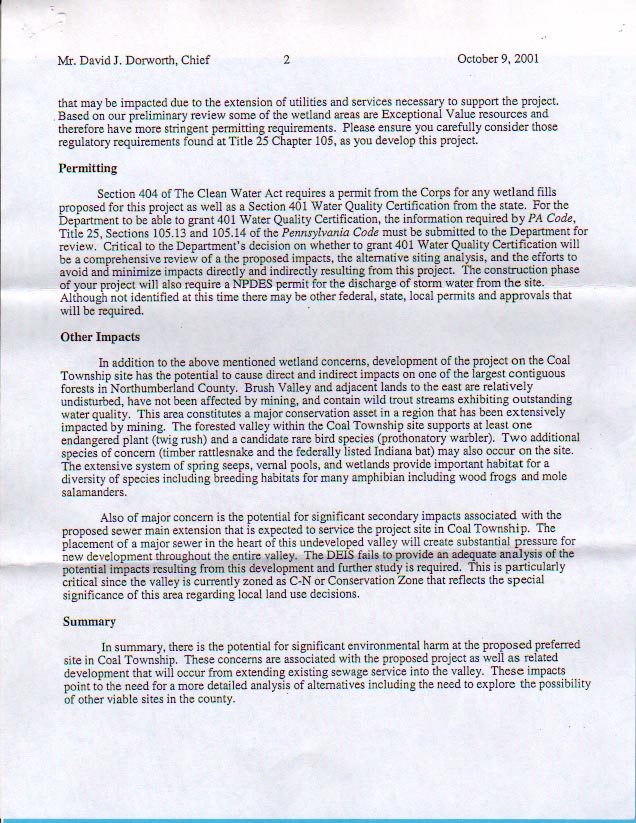 Mr. David J. Dorworth, Chief 2 October 9, 2001
that may be impacted due to the extension of utilities and services necessary to support the project.
Based on our preliminary review some of the wetland areas are Exceptional Value resources and
therefore have more stringent permitting requirements. Please ensure you carefully consider those
regulatory requirements found at Title 25 Chapter 105, as you develop this project.
Permitting
Section 404 of The Clean Water Act requires a permit from the Corps for any wetland fills
proposed for this project as well as a Section 401 Water Quality Certification from the state. For the
Department to be able to grant 401 Water Quality Certification, the information required by PA Code,
Title 25, Sections 105.13 and 105.14 of the Pennsylvania Code must be submitted to the Department for
review. Critical to the Department's decision on whether to grant 401 Water Quality Certification will
be a comprehensive review of a the proposed impacts, the alternative siting analysis, and the efforts to
avoid and minimize impacts directly and indirectly resulting from this project. The construction phase
of your project will also require a NPDES permit for the discharge of storm water from the site.
Although not identified at this time there may be other federal, state, local permits and approvals that
will be required.
Other Impacts
In addition to the above mentioned wetland concerns, development of the project on the Coal
Township site has the potential to cause direct and indirect impacts on one of the largest contiguous
forests in Northumberland County. Brush Valley and adjacent lands to the east are relatively
undisturbed, have not been affected by mining, and contain wild trout streams exhibiting outstanding
water quality. This area constitutes a major conservation asset in a region that has been extensively
impacted by mining. The forested valley within the Coal Township site supports at least one
endangered plant (twig rush) and a candidate rare bird species (prothonatory warbler). Two additional
species of concern (timber rattlesnake and the federally listed Indiana bat) may also occur on the site.
The extensive system of spring seeps, vernal pools, and wetlands provide important habitat for a
diversity of species including breeding habitats for many amphibian including wood frogs and mole
salamanders.
Also of major concern is the potential for significant secondary impacts associated with the
proposed sewer main extension that is expected to service the project site in Coal Township. The
placement of a major sewer in the heart of this undeveloped valley will create substantial pressure for
new development throughout the entire valley. The DEIS fails to provide an adequate analysis of the
potential impacts resulting from this development and further study is required. This is particularly
critical since the valley is currently zoned as C-N or Conservation Zone that reflects the special
significance of this area regarding local land use decisions.
Summary
In summary, there is the potential for significant environmental harm at the proposed preferred
site in Coal Township. These concerns are associated with the proposed project as well as related
development that will occur from extending existing sewage service into the valley. These impacts
point to the need for a more detailed analysis of alternatives including the need to explore the possibility
of other viable sites in the county.